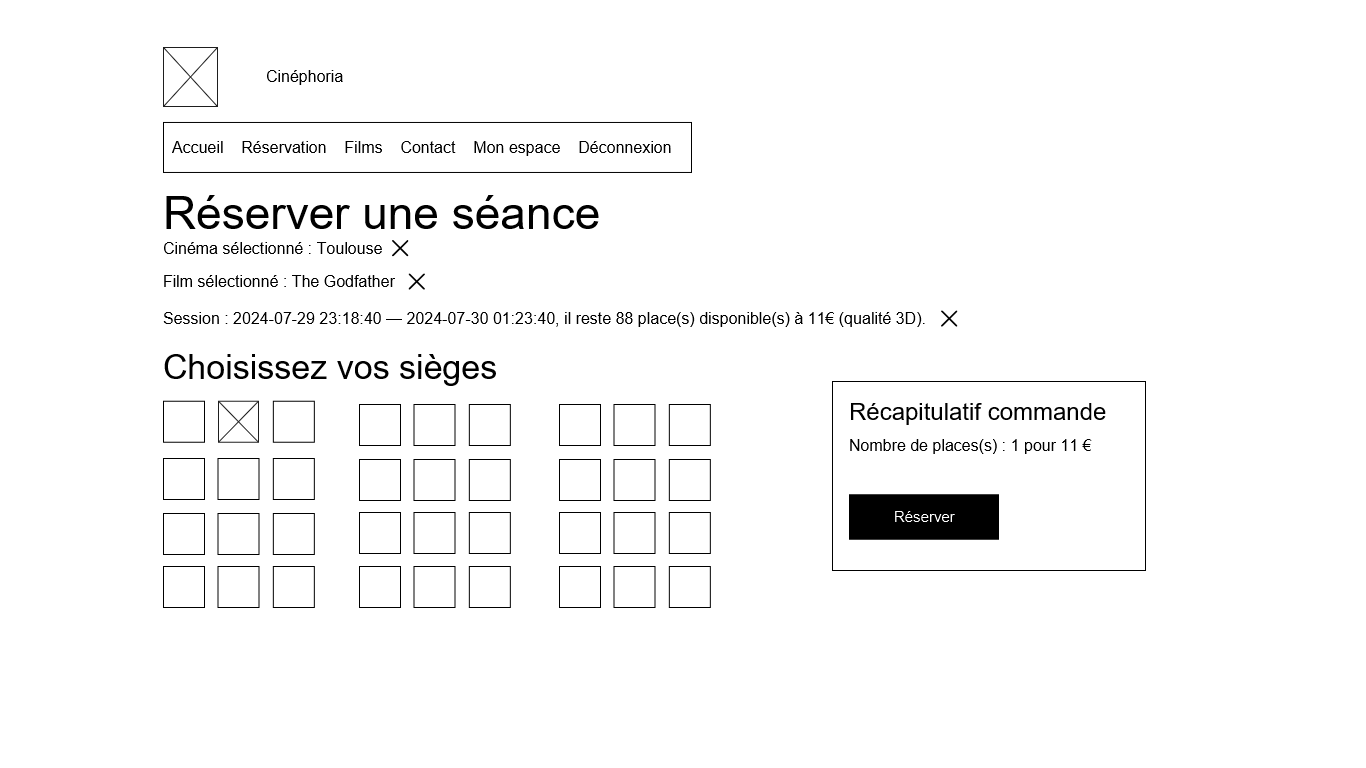 Cinéphoria
Accueil Réservation Films Contact Mon espace Déconnexion
Réserver une séance
Cinéma sélectionné : Toulouse
Film sélectionné : The Godfather
Session : 2024-07-29 23:18:40 — 2024-07-30 01:23:40, il reste 88 place(s) disponible(s) à 11€ (qualité 3D).
Choisissez vos sièges
Récapitulatif commande
Nombre de places(s) : 1 pour 11 €
Réserver